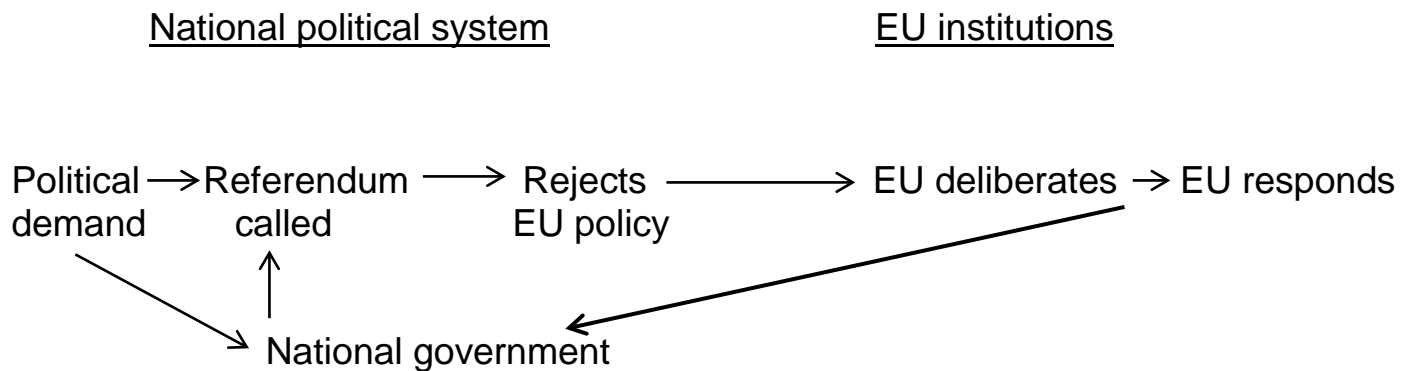 National political system EU institutions
Political Referendum Rejects EU deliberates EU responds
demand called EU policy
National government